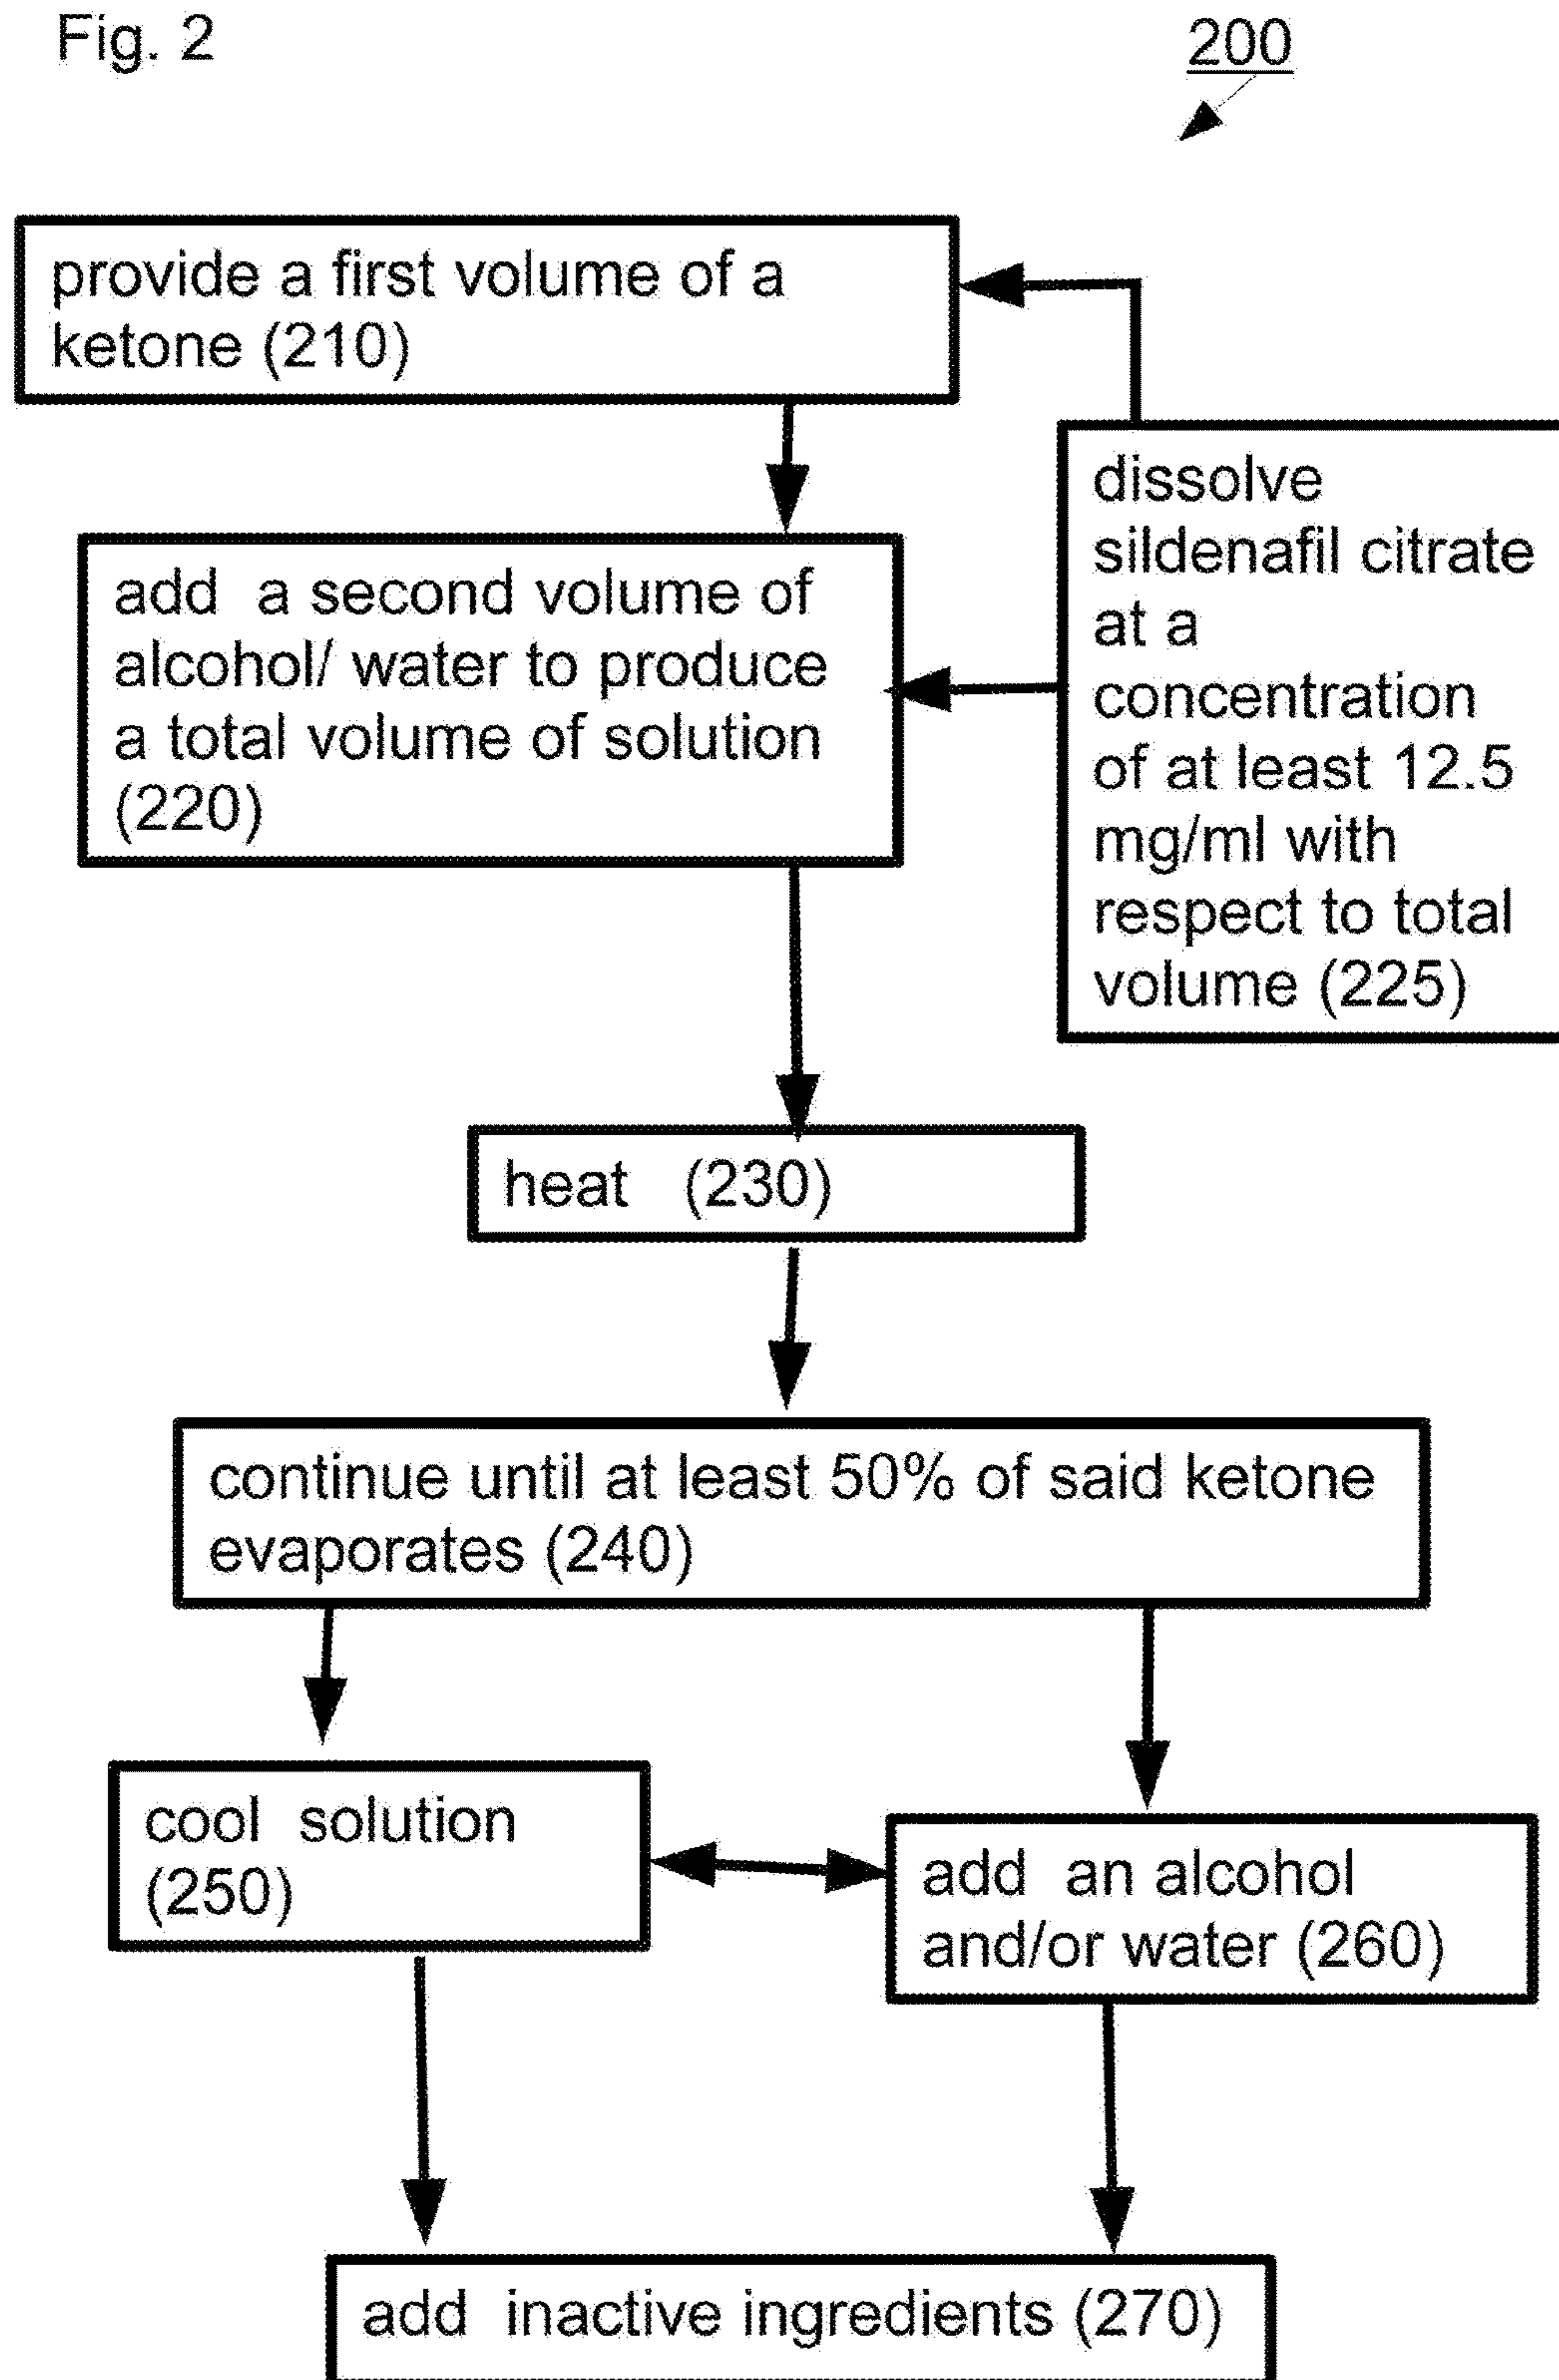 Fig. 2
200
provide a first volume of a
ketone (210)
dissolve
sildenafil citrate
at a
concentration
of at least 12.5
mg/ml with
respect to total
volume (225)
add a second volume of
alcohol/ water to produce
a total volume of solution
(220)
heat (230)
continue until at least 50% of said ketone
evaporates (240)
cool solution
(250)
add an alcohol
and/or water (260)
add inactive ingredients (270)